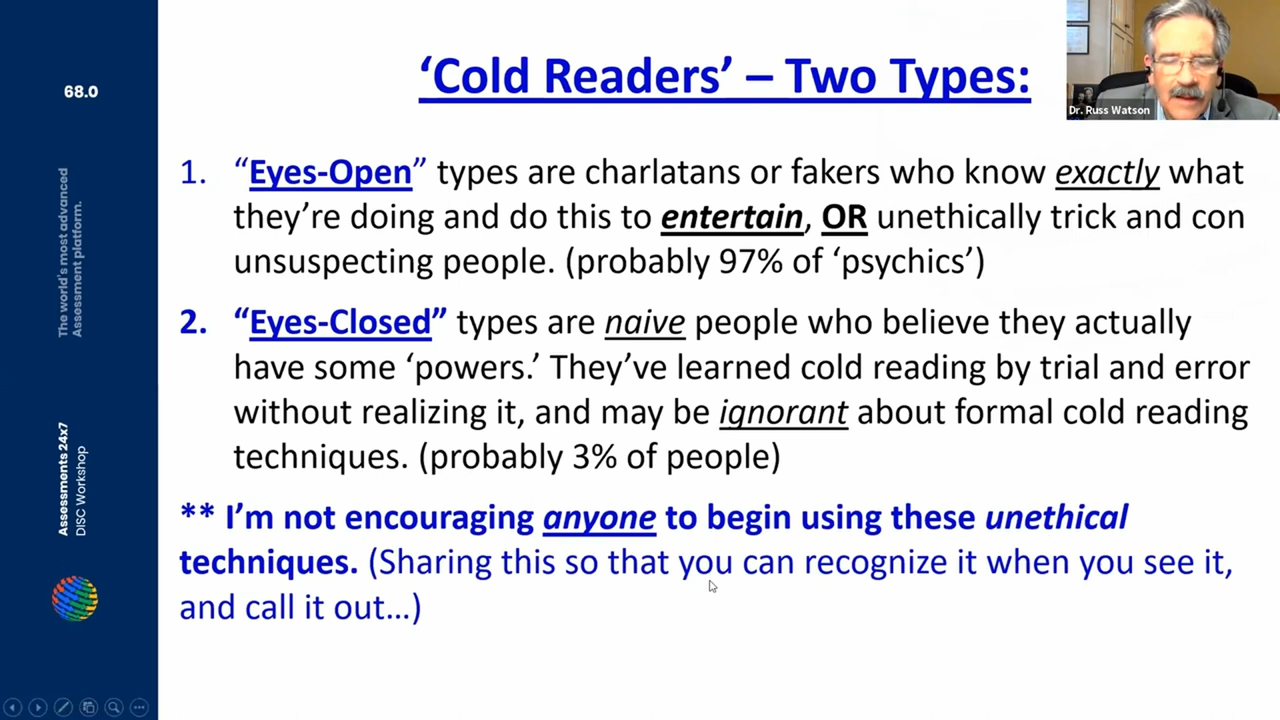 ‘Cold Readers’ – Two Types:
68.0
Dr. Russ Watson
The world's most advanced
Assessment platform.
Assessments 24x7
DISC Workshop
1. “Eyes-Open” types are charlatans or fakers who know exactly what
they’re doing and do this to entertain, OR unethically trick and con
unsuspecting people. (probably 97% of ‘psychics’)
2. “Eyes-Closed” types are naive people who believe they actually
have some ‘powers.’ They’ve learned cold reading by trial and error
without realizing it, and may be ignorant about formal cold reading
techniques. (probably 3% of people)
** I’m not encouraging anyone to begin using these unethical
techniques. (Sharing this so that you can recognize it when you see it,
and call it out…)